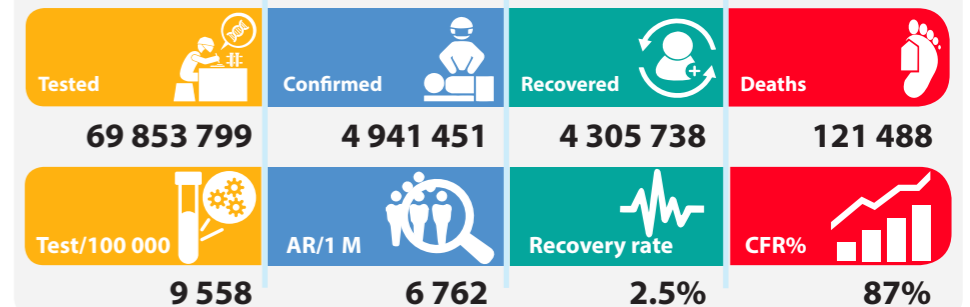 Tested
Confirmed
Recovered
Deaths
69 853 799
4 941 451
4 305 738
121 488
Test/100 000
AR/1 M
Recovery rate
CFR%
9 558
6 762
2.5%
87%